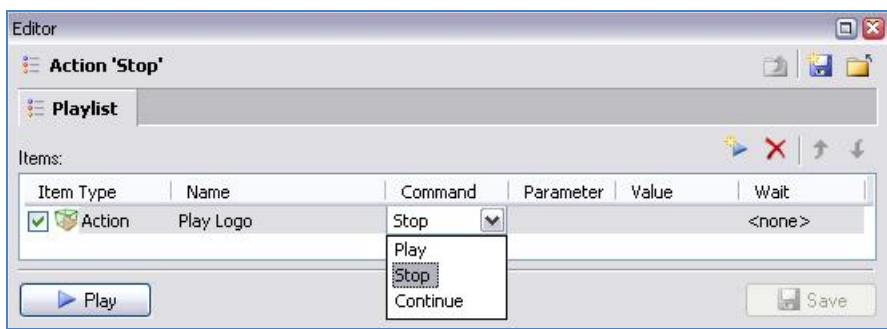 Editor
Action 'Stop'
Playlist
Items:
Item Type Name Command Parameter Value Wait
Action Play Logo Stop <none>
Play
Stop
Continue
Play Save